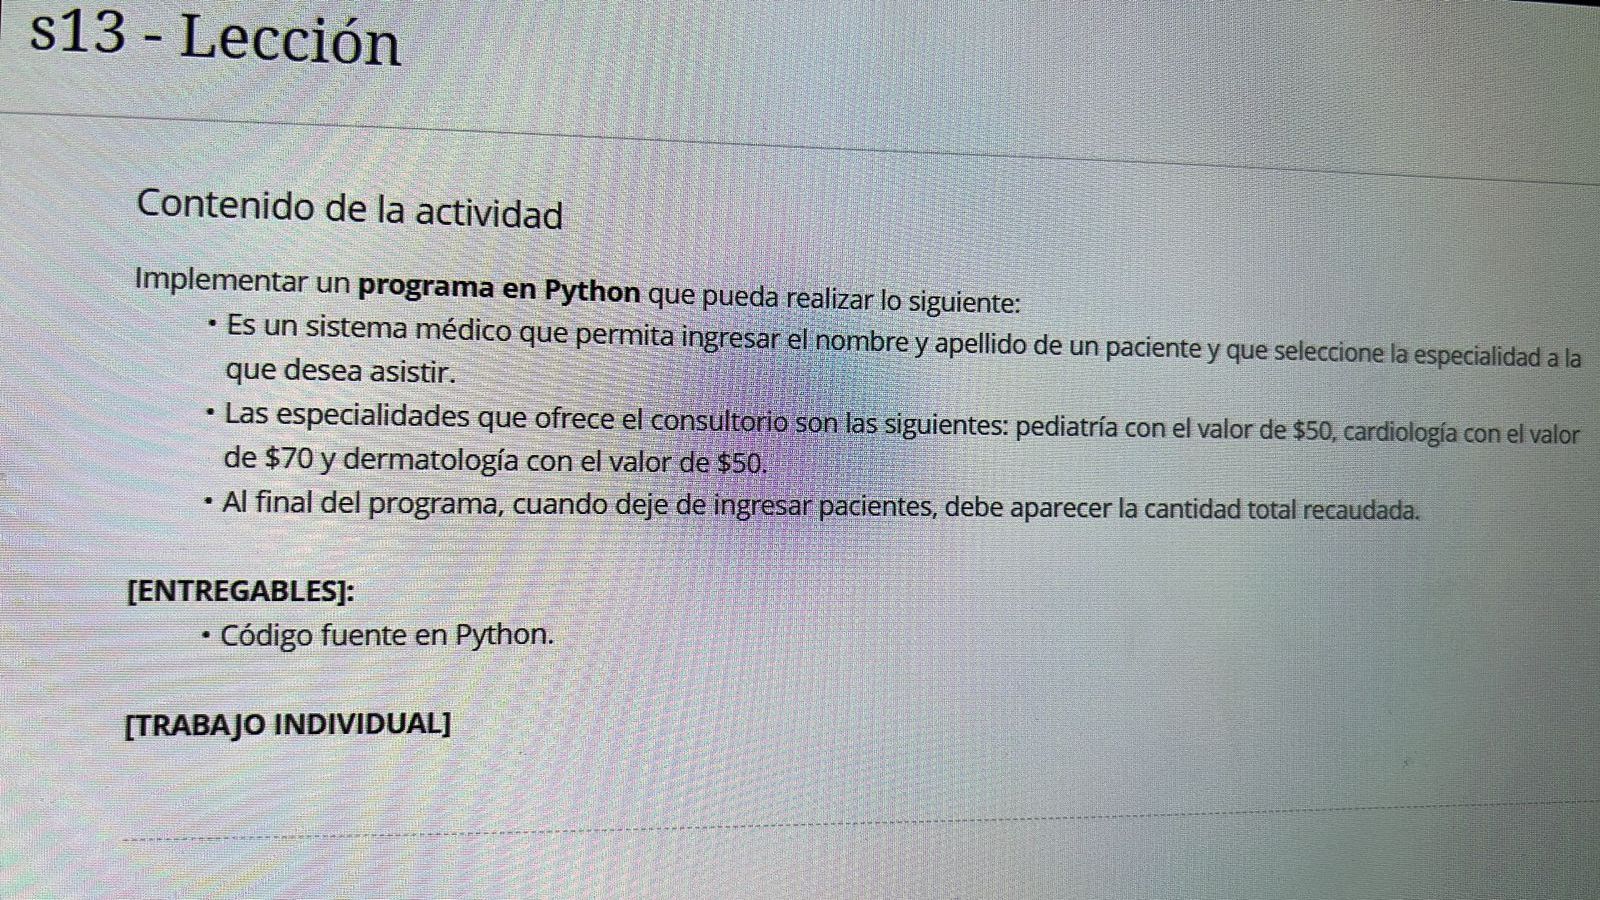 s13 - Lección
Contenido de la actividad
Implementar un programa en Python que pueda realizar lo siguiente:
• Es un sistema médico que permita ingresar el nombre y apellido de un paciente y que seleccione la especialidad a la
que desea asistir.
• Las especialidades que ofrece el consultorio son las siguientes: pediatría con el valor de $50, cardiología con el valor
de $70 y dermatología con el valor de $50.
• Al final del programa, cuando deje de ingresar pacientes, debe aparecer la cantidad total recaudada.
[ENTREGABLES]:
• Código fuente en Python.
[TRABAJO INDIVIDUAL]